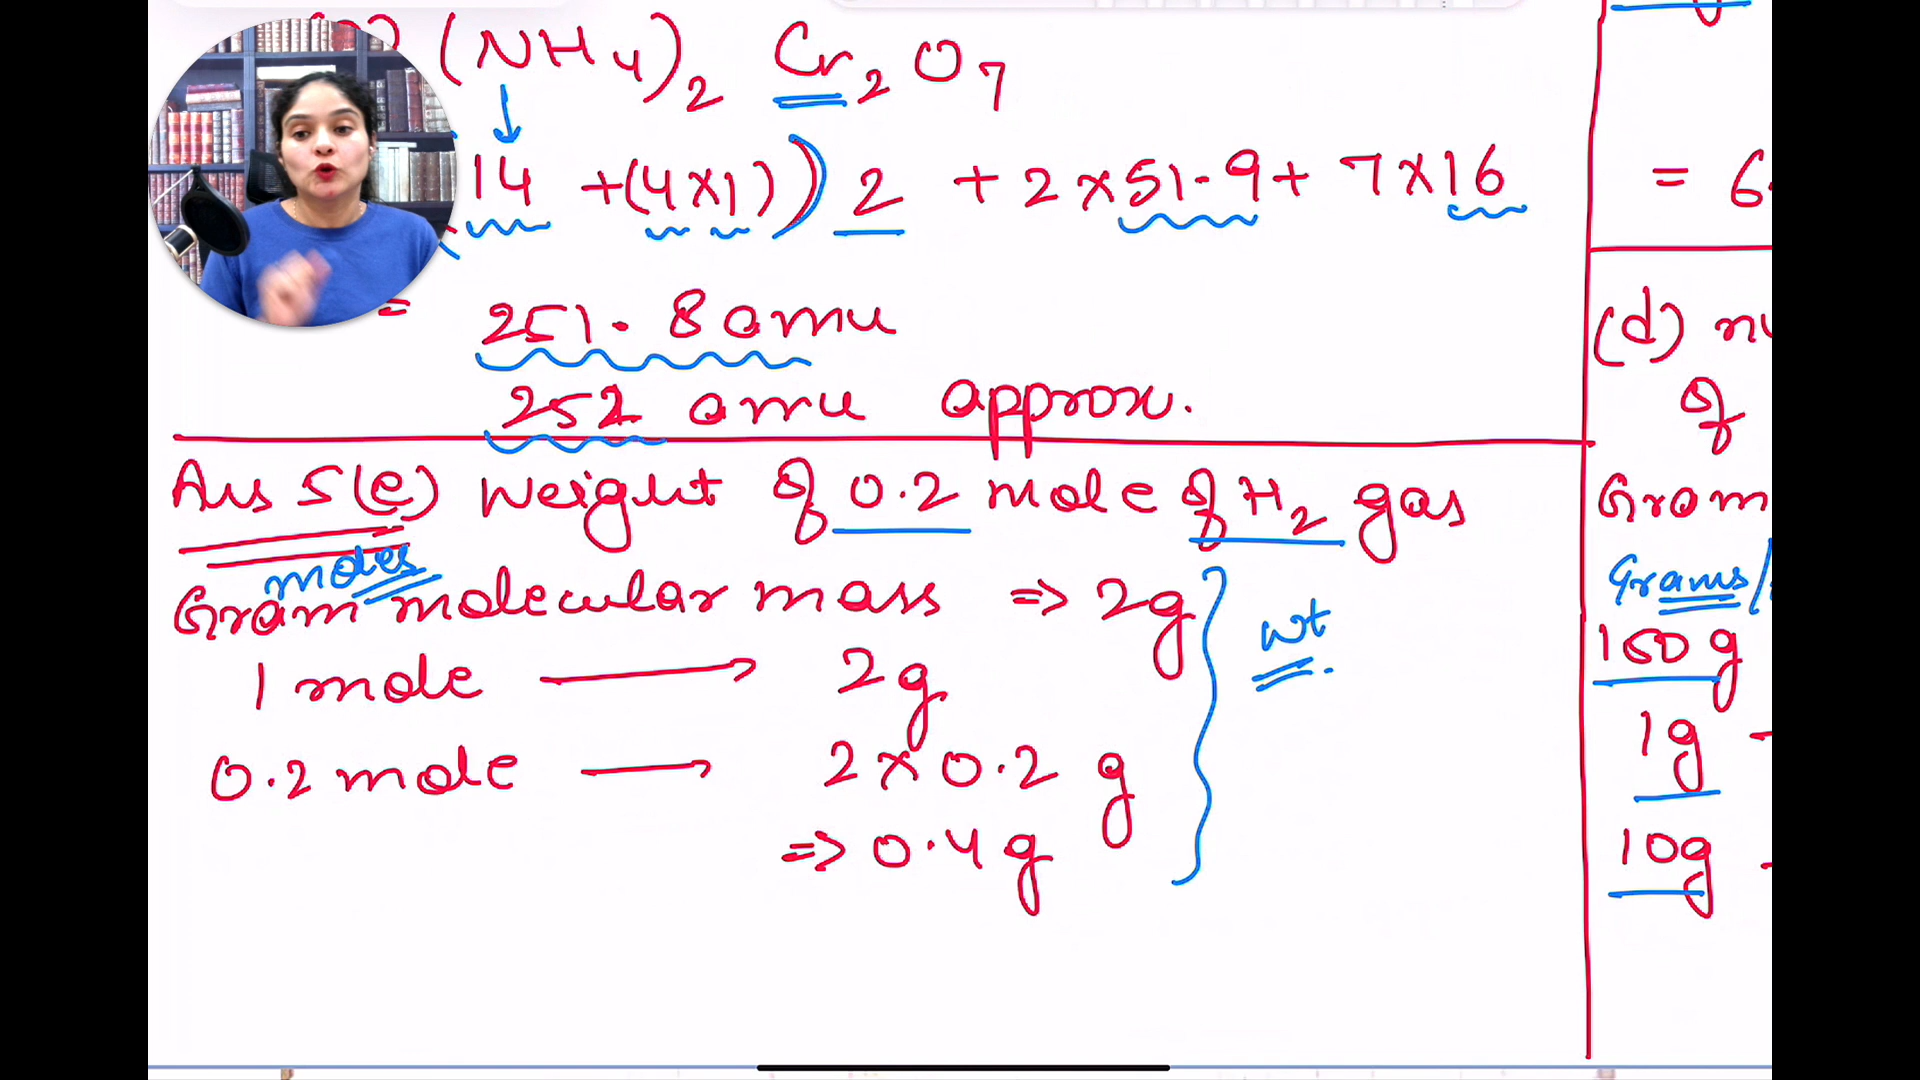 (NH4)2 Cr2O7
14 + (4×1)) 2 + 2×51.9 + 7×16
= 251.8 amu
252 amu approx.
Ans 5(e) Weight of 0.2 mole of H2 gas
moles
Gram molecular mass => 2g
wt.
1 mole → 2g
0.2 mole → 2×0.2 g
=> 0.4 g
= 6.
(d)
of
Gram
Grams/
1g
10g